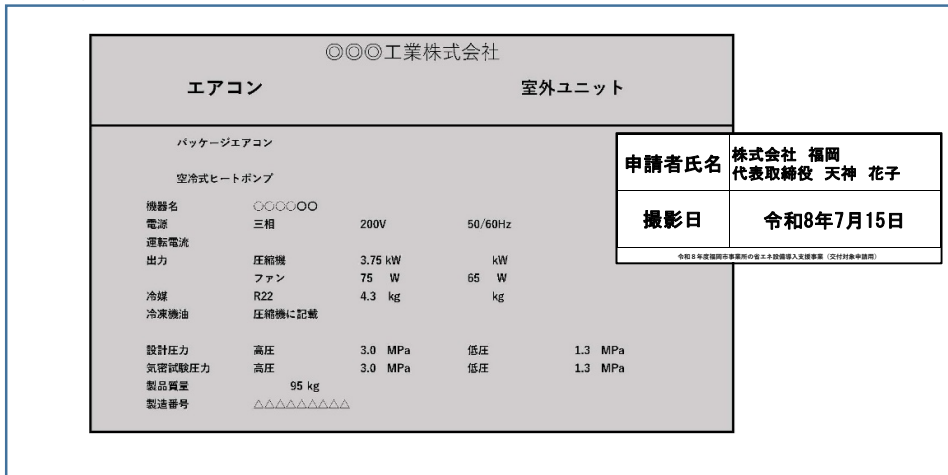 ◎◎◎工業株式会社
エアコン 室外ユニット
パッケージエアコン
空冷式ヒートポンプ
機器名 ○○○○○○
電源 三相 200V 50/60Hz
運転電流
出力 圧縮機 3.75 kW kW
ファン 75 W 65 W
冷媒 R22 4.3 kg kg
冷凍機油 圧縮機に記載
設計圧力 高圧 3.0 MPa 低圧 1.3 MPa
気密試験圧力 高圧 3.0 MPa 低圧 1.3 MPa
製品質量 95 kg
製造番号 △△△△△△△△△
申請者氏名 株式会社 福岡
代表取締役 天神 花子
撮影日 令和8年7月15日
令和8年度福岡市事業所の省エネ設備導入支援事業（交付対象申請用）